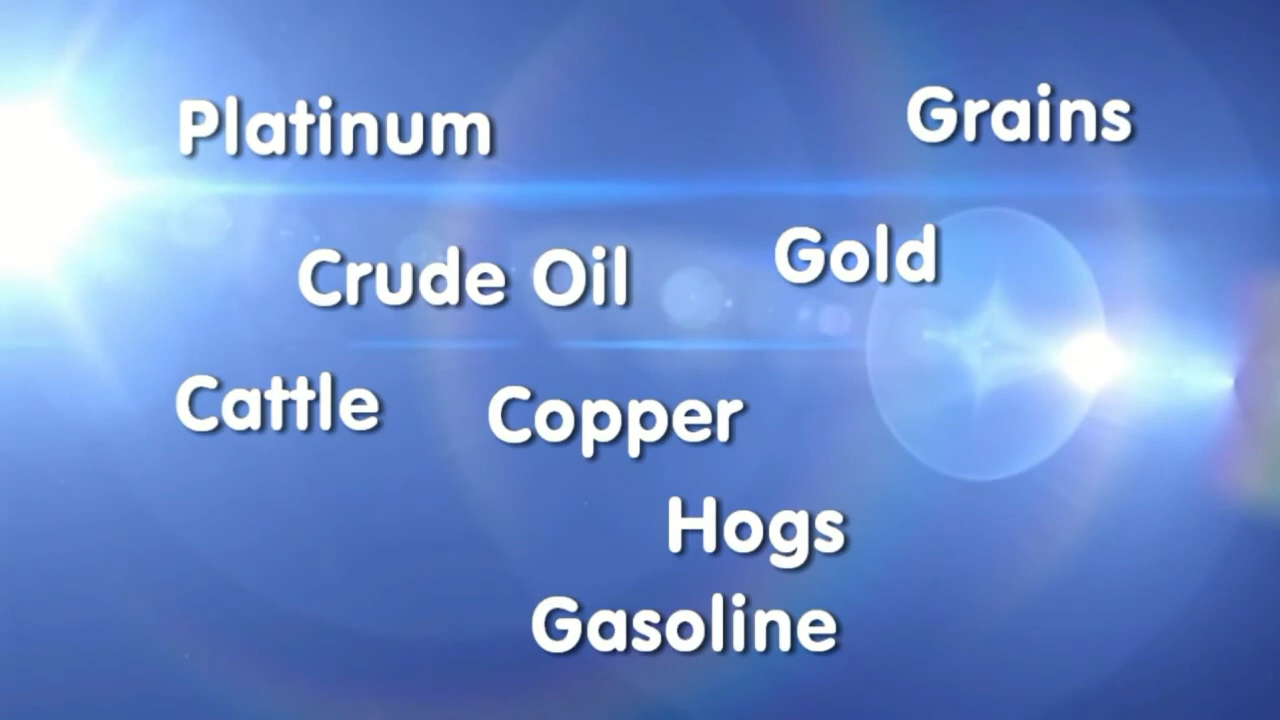 Platinum
Grains
Crude Oil
Gold
Cattle
Copper
Hogs
Gasoline